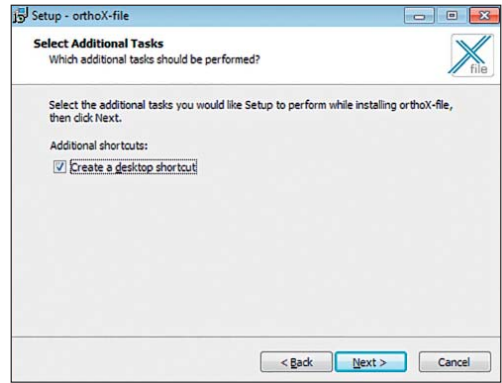 Setup - orthoX-file
Select Additional Tasks
Which additional tasks should be performed?
file
Select the additional tasks you would like Setup to perform while installing orthoX-file,
then click Next.
Additional shortcuts:
Create a desktop shortcut
< Back Next > Cancel